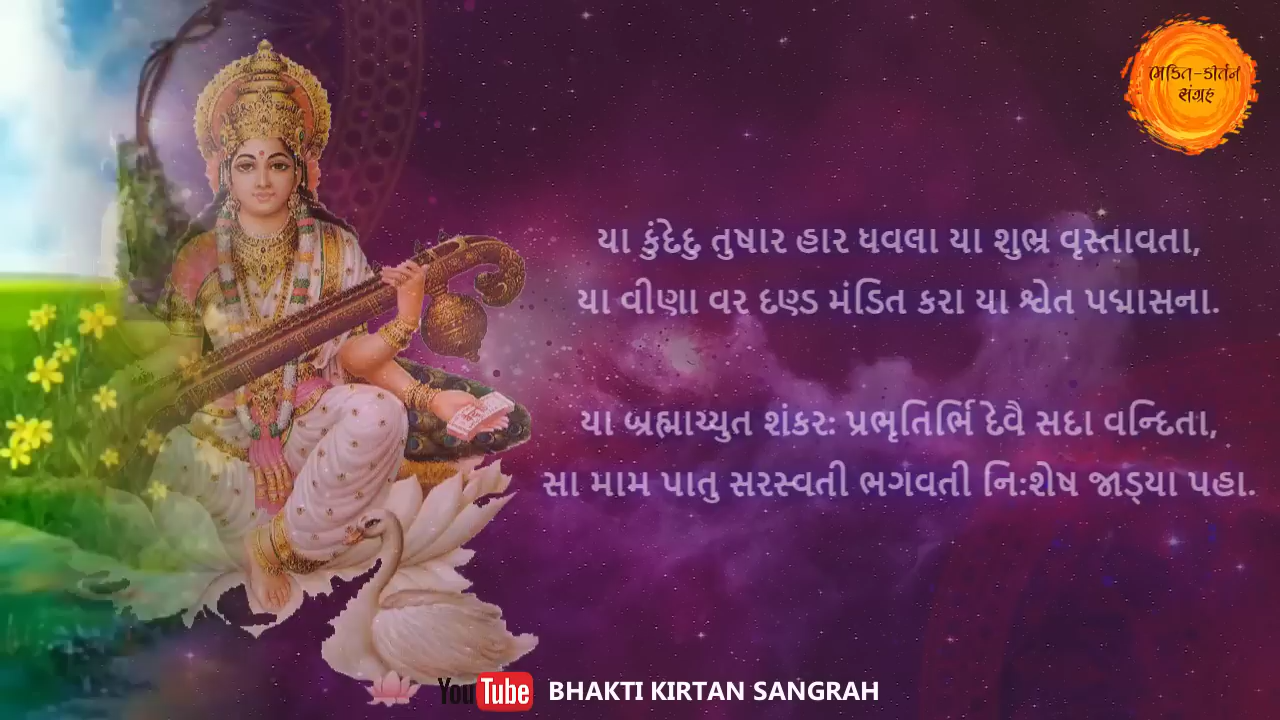 ભક્તિ-કીર્તન
સંગ્રહ
યા કુંદેદુ તુષાર હાર ધવલા યા શુભ્ર વૃસ્તાવતા,
યા વીણા વર દણ્ડ મંડિત કરા યા શ્વેત પદ્માસના.
યા બ્રહ્માચ્યુત શંકરઃ પ્રભૃતિર્ભિ દેવૈ સદા વન્દિતા,
સા મામ પાતુ સરસ્વતી ભગવતી નિઃશેષ જાડ્યા પહા.
YouTube BHAKTI KIRTAN SANGRAH